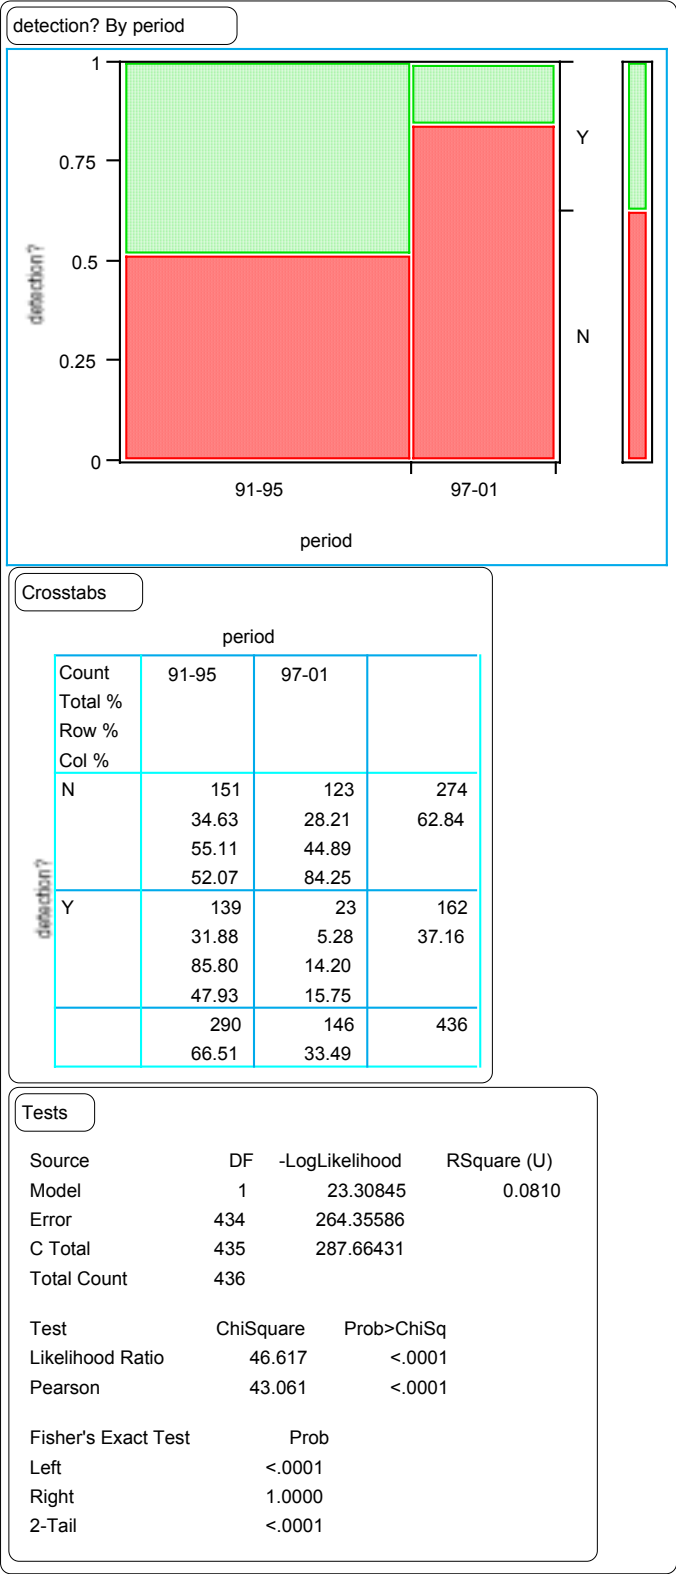 detection? By period
1
0.75
0.5
0.25
0
detection?
Y
N
91-95 97-01
period
Crosstabs
period
detection?
Count 91-95 97-01
Total %
Row %
Col %
N 151 123 274
34.63 28.21 62.84
55.11 44.89
52.07 84.25
Y 139 23 162
31.88 5.28 37.16
85.80 14.20
47.93 15.75
290 146 436
66.51 33.49
Tests
Source DF -LogLikelihood RSquare (U)
Model 1 23.30845 0.0810
Error 434 264.35586
C Total 435 287.66431
Total Count 436
Test ChiSquare Prob>ChiSq
Likelihood Ratio 46.617 <.0001
Pearson 43.061 <.0001
Fisher's Exact Test Prob
Left <.0001
Right 1.0000
2-Tail <.0001